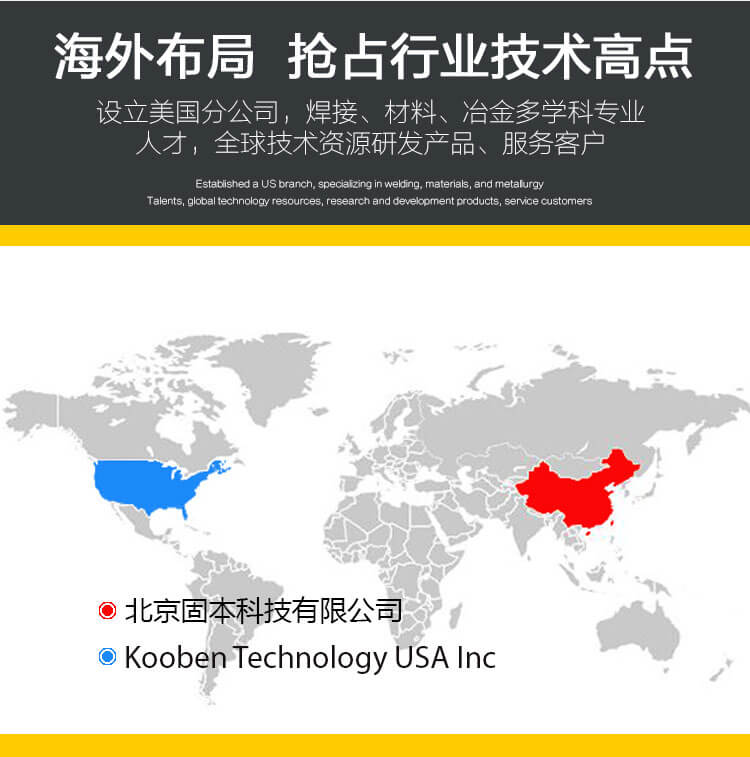 海外布局 抢占行业技术高点
设立美国分公司，焊接、材料、冶金多学科专业
人才，全球技术资源研发产品、服务客户
Established a US branch, specializing in welding, materials, and metallurgy
Talents, global technology resources, research and development products, service customers
北京固本科技有限公司
Kooben Technology USA Inc